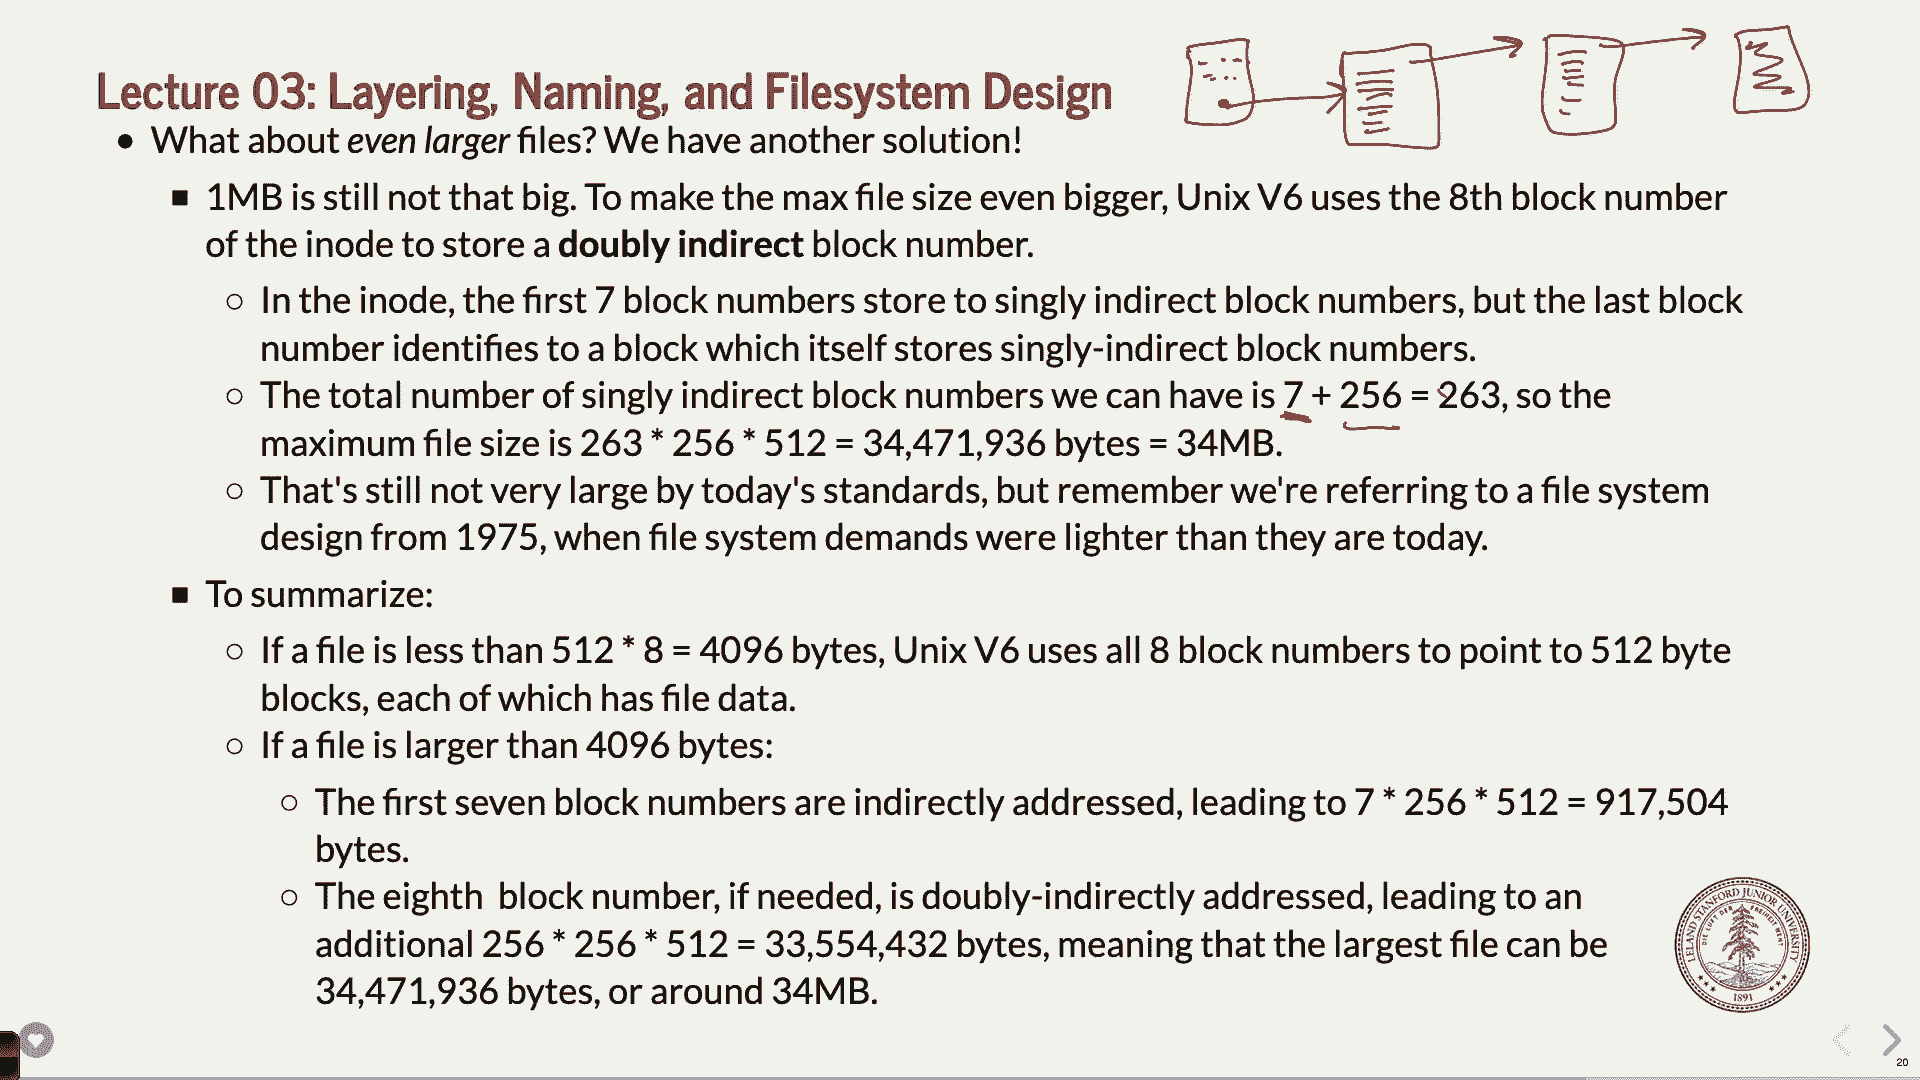 Lecture 03: Layering, Naming, and Filesystem Design
• What about even larger files? We have another solution!
▪ 1MB is still not that big. To make the max file size even bigger, Unix V6 uses the 8th block number
of the inode to store a doubly indirect block number.
○ In the inode, the first 7 block numbers store to singly indirect block numbers, but the last block
number identifies to a block which itself stores singly-indirect block numbers.
○ The total number of singly indirect block numbers we can have is 7 + 256 = 263, so the
maximum file size is 263 * 256 * 512 = 34,471,936 bytes = 34MB.
○ That's still not very large by today's standards, but remember we're referring to a file system
design from 1975, when file system demands were lighter than they are today.
▪ To summarize:
○ If a file is less than 512 * 8 = 4096 bytes, Unix V6 uses all 8 block numbers to point to 512 byte
blocks, each of which has file data.
○ If a file is larger than 4096 bytes:
○ The first seven block numbers are indirectly addressed, leading to 7 * 256 * 512 = 917,504
bytes.
○ The eighth block number, if needed, is doubly-indirectly addressed, leading to an
additional 256 * 256 * 512 = 33,554,432 bytes, meaning that the largest file can be
34,471,936 bytes, or around 34MB.
LELAND STANFORD JUNIOR UNIVERSITY
DIE LUFT DER FREIHEIT WEHT
1891
20